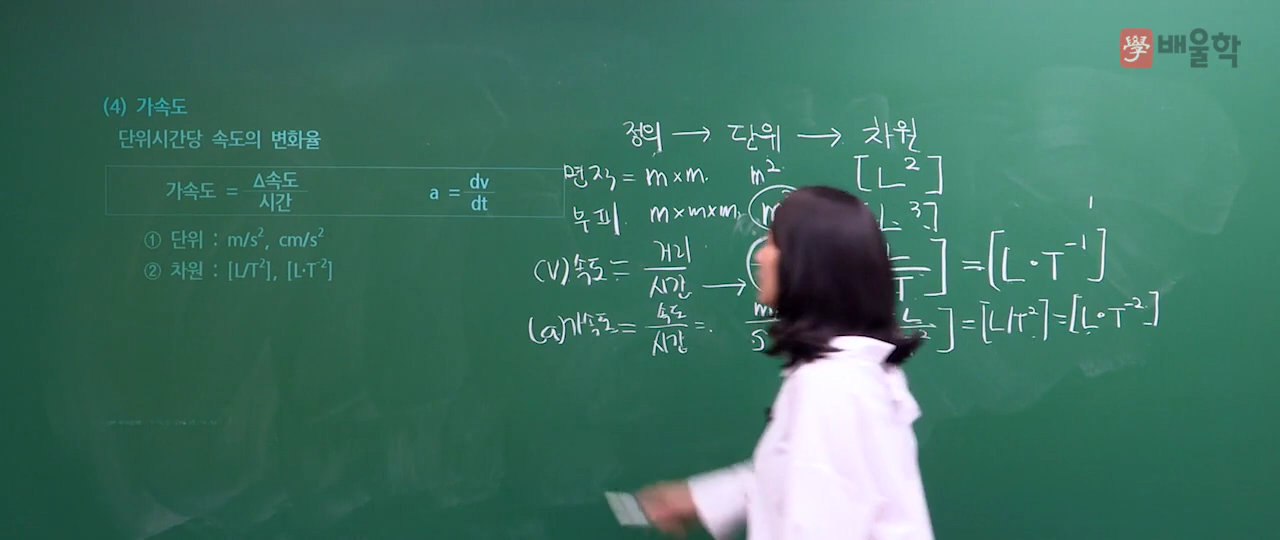 學 배울학
(4) 가속도
단위시간당 속도의 변화율
가속도 = Δ속도/시간 a = dv/dt
① 단위 : m/s², cm/s²
② 차원 : [L/T²], [L·T⁻²]
정의 → 단위 → 차원
면적 = m×m. m² [L²]
부피. m×m×m. L³]
(V) 속도 = 거리/시간 → ] = [L·T⁻¹]
(a) 가속도 = 속도/시간 = ] = [L/T²] = [L·T⁻²]